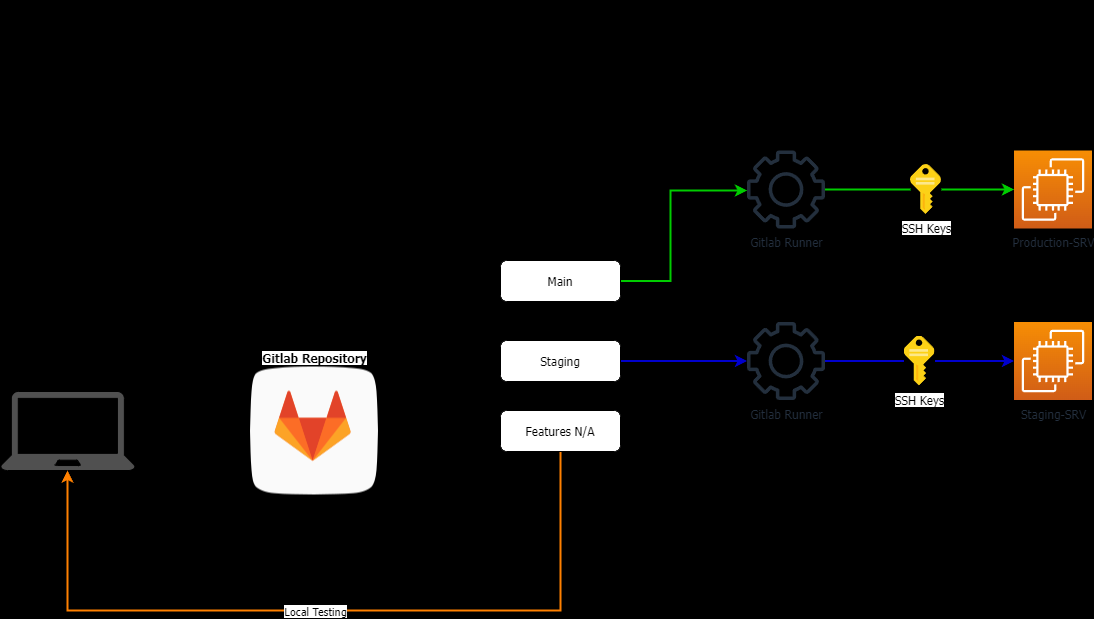 Gitlab Runner
SSH Keys
Production-SRV
Main
Gitlab Repository
Staging
Gitlab Runner
SSH Keys
Staging-SRV
Features N/A
Local Testing